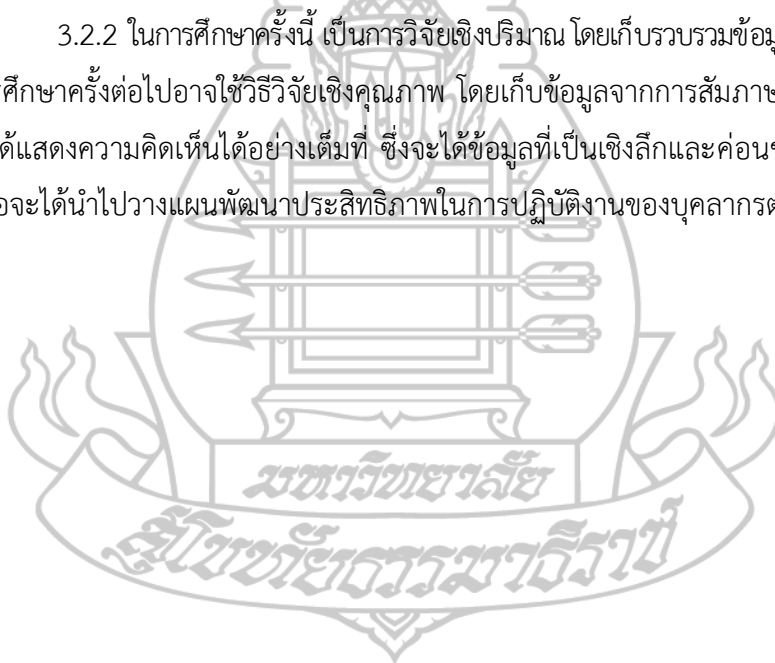 3.2.2 ในการศึกษาครั้งนี้ เป็นการวิจัยเชิงปริมาณ โดยเก็บรวบรวมข้อมู
ศึกษาครั้งต่อไปอาจใช้วิธีวิจัยเชิงคุณภาพ โดยเก็บข้อมูลจากการสัมภาษ
ด้แสดงความคิดเห็นได้อย่างเต็มที่ ซึ่งจะได้ข้อมูลที่เป็นเชิงลึกและค่อนข
อจะได้นำไปวางแผนพัฒนาประสิทธิภาพในการปฏิบัติงานของบุคลากรต
มหาวิทยาลัย
สุโขทัยธรรมาธิราช